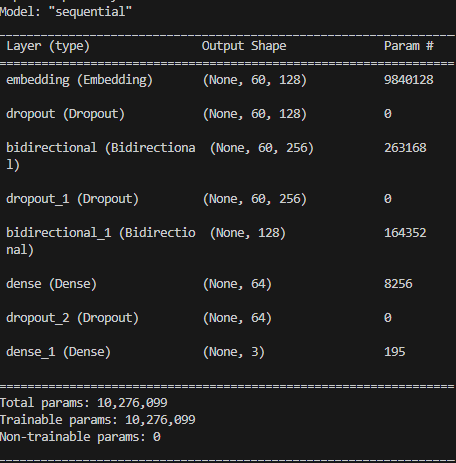 Model: "sequential"
_________________________________________________________________
Layer (type) Output Shape Param #
=================================================================
embedding (Embedding) (None, 60, 128) 9840128
dropout (Dropout) (None, 60, 128) 0
bidirectional (Bidirectiona (None, 60, 256) 263168
l)
dropout_1 (Dropout) (None, 60, 256) 0
bidirectional_1 (Bidirectio (None, 128) 164352
nal)
dense (Dense) (None, 64) 8256
dropout_2 (Dropout) (None, 64) 0
dense_1 (Dense) (None, 3) 195
=================================================================
Total params: 10,276,099
Trainable params: 10,276,099
Non-trainable params: 0
_________________________________________________________________